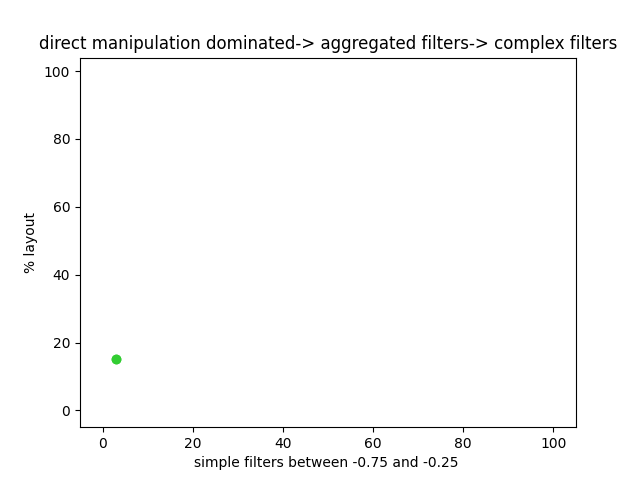 direct manipulation dominated-> aggregated filters-> complex filters
100
80
60
40
20
0
% layout
0 20 40 60 80 100
simple filters between -0.75 and -0.25